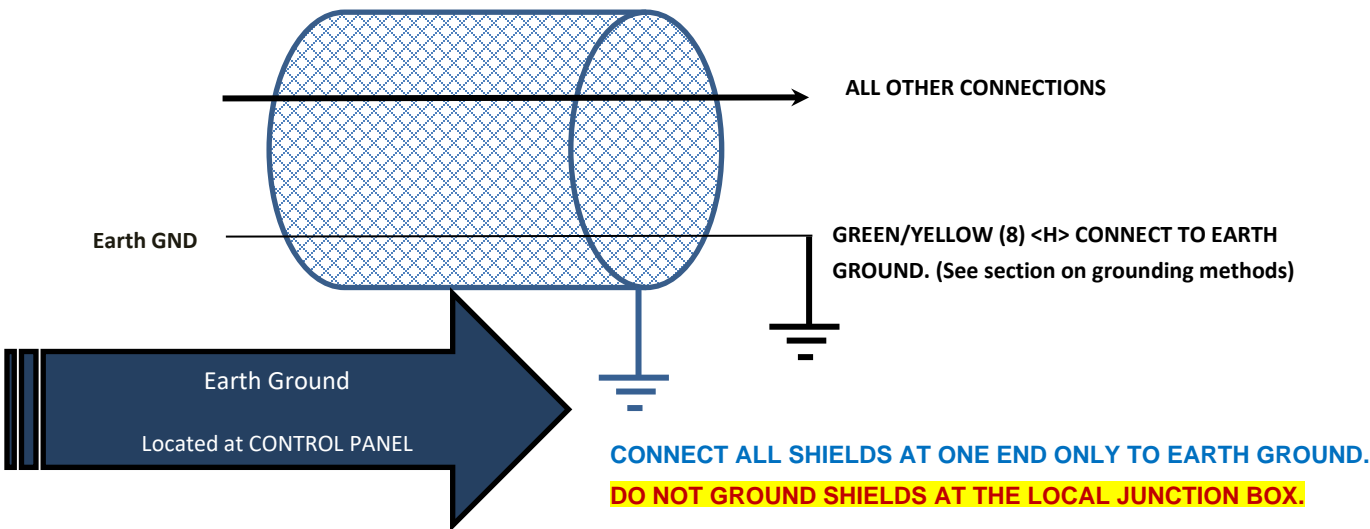 ALL OTHER CONNECTIONS
Earth GND
GREEN/YELLOW (8) <H> CONNECT TO EARTH
GROUND. (See section on grounding methods)
Earth Ground
Located at CONTROL PANEL
CONNECT ALL SHIELDS AT ONE END ONLY TO EARTH GROUND.
DO NOT GROUND SHIELDS AT THE LOCAL JUNCTION BOX.